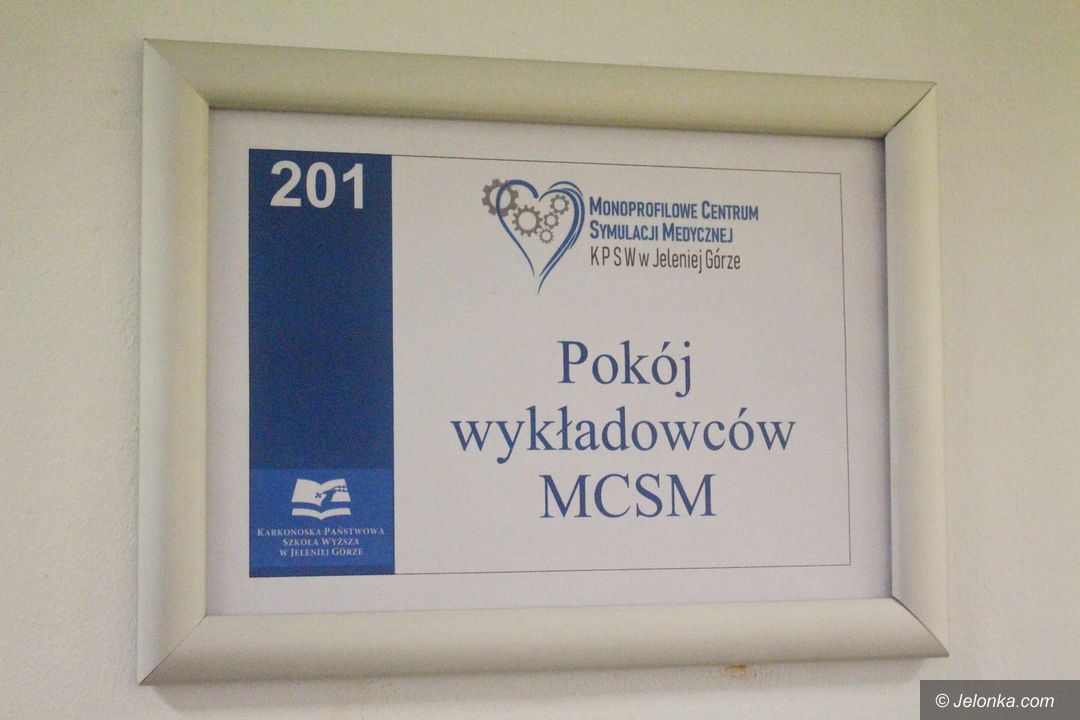 201
MONOPROFILOWE CENTRUM
SYMULACJI MEDYCZNEJ
KPSW w Jeleniej Górze
Pokój
wykładowców
MCSM
KARKONOSKA PAŃSTWOWA
SZKOŁA WYŻSZA
W JELENIEJ GÓRZE
© Jelonka.com